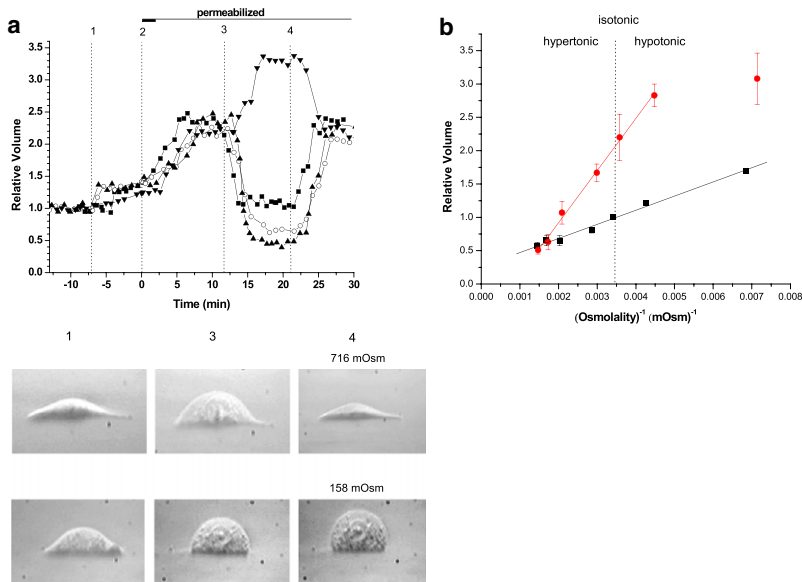 permeabilized
a
1 2 3 4
3.5
3.0
2.5
2.0
1.5
1.0
0.5
0.0
Relative Volume
-10 -5 0 5 10 15 20 25 30
Time (min)
b
isotonic
hypertonic hypotonic
3.5
3.0
2.5
2.0
1.5
1.0
0.5
0.0
Relative Volume
0.000 0.001 0.002 0.003 0.004 0.005 0.006 0.007 0.008
(Osmolality)⁻¹ (mOsm)⁻¹
1 3 4
716 mOsm
158 mOsm